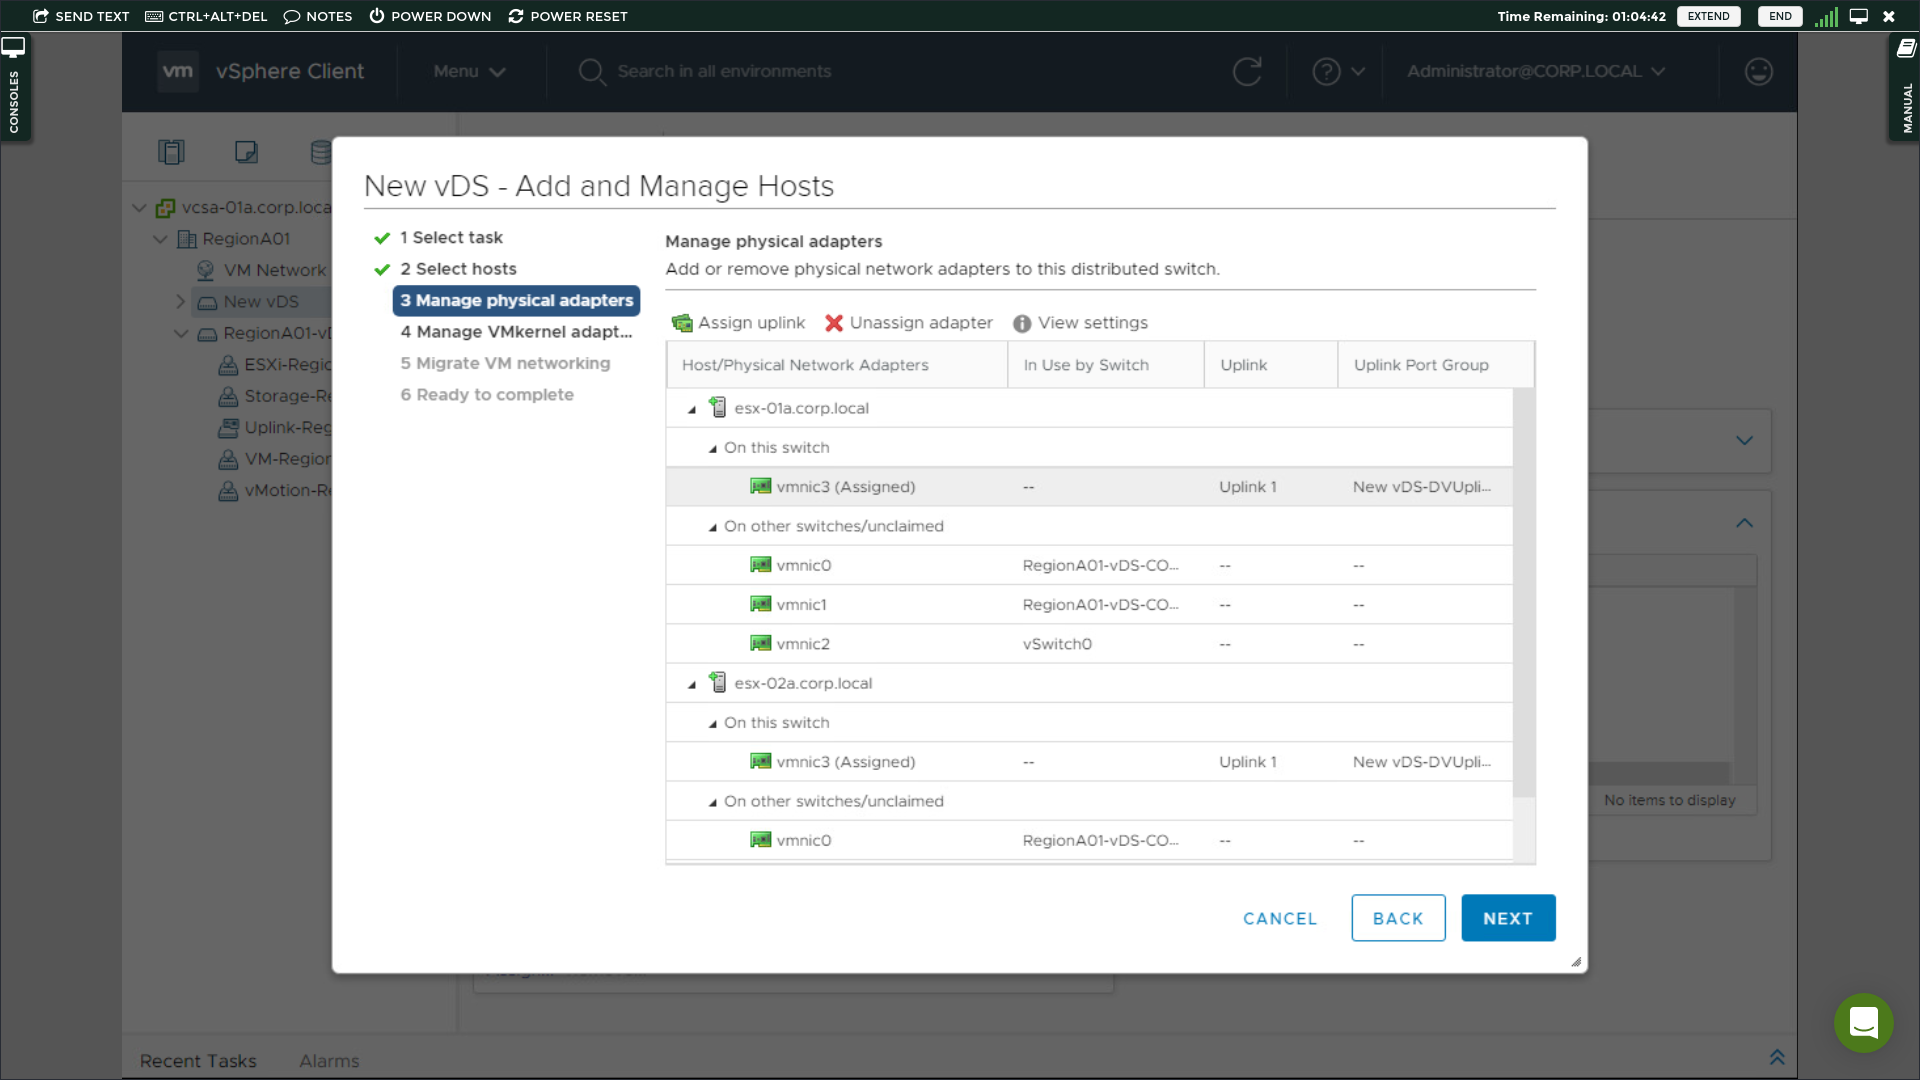 SEND TEXT CTRL+ALT+DEL NOTES POWER DOWN POWER RESET Time Remaining: 01:04:42 EXTEND END
CONSOLES
MANUAL
vm vSphere Client Menu Search in all environments Administrator@CORP.LOCAL
vcsa-01a.corp.loca
RegionA01
VM Network
New vDS
RegionA01-vD
ESXi-Regio
Storage-Re
Uplink-Reg
VM-Region
vMotion-Re
New vDS - Add and Manage Hosts
1 Select task
2 Select hosts
3 Manage physical adapters
4 Manage VMkernel adapt...
5 Migrate VM networking
6 Ready to complete
Manage physical adapters
Add or remove physical network adapters to this distributed switch.
Assign uplink Unassign adapter View settings
Host/Physical Network Adapters In Use by Switch Uplink Uplink Port Group
esx-01a.corp.local
On this switch
vmnic3 (Assigned) -- Uplink 1 New vDS-DVUpli...
On other switches/unclaimed
vmnic0 RegionA01-vDS-CO... -- --
vmnic1 RegionA01-vDS-CO... -- --
vmnic2 vSwitch0 -- --
esx-02a.corp.local
On this switch
vmnic3 (Assigned) -- Uplink 1 New vDS-DVUpli...
On other switches/unclaimed
vmnic0 RegionA01-vDS-CO... -- --
No items to display
CANCEL BACK NEXT
Recent Tasks Alarms